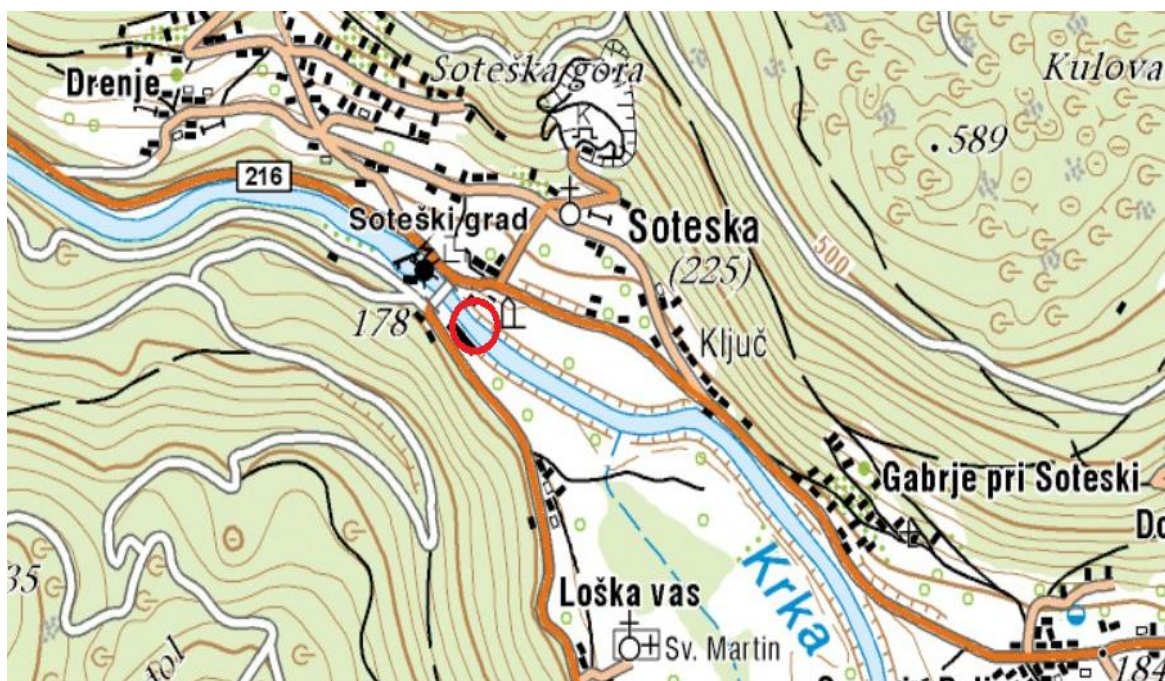 Drenje
Soteška gora
Kulova
K
589
216
Soteški grad
Soteska
(225)
500
178
Ključ
Gabrje pri Soteski
Do
35
Krka
Loška vas
Sv. Martin
tol
184